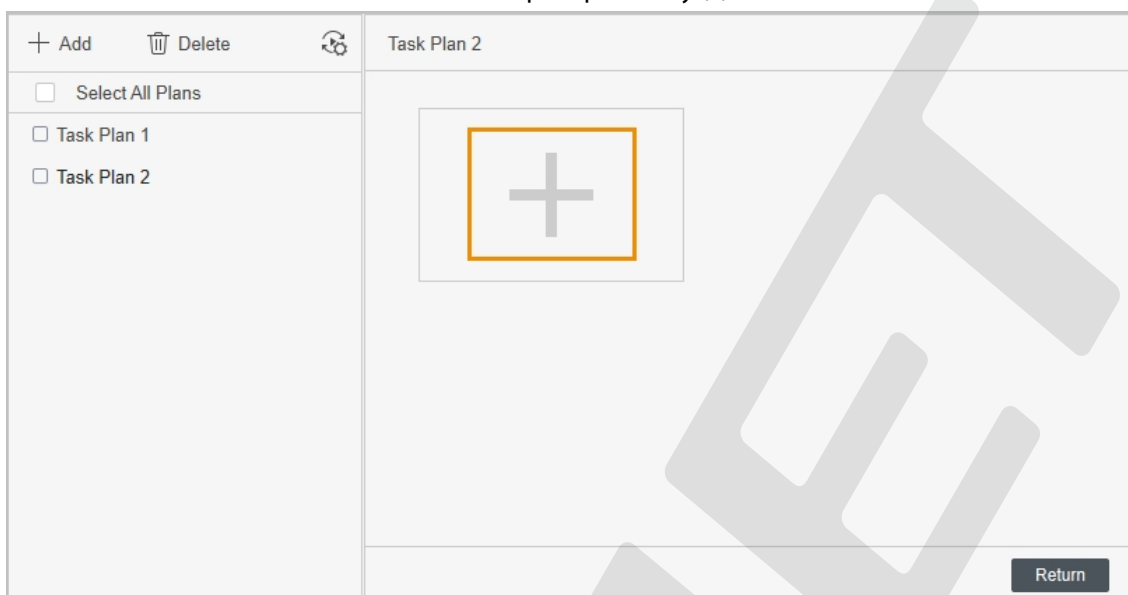 Add Delete
Select All Plans
Task Plan 1
Task Plan 2
Task Plan 2
Return